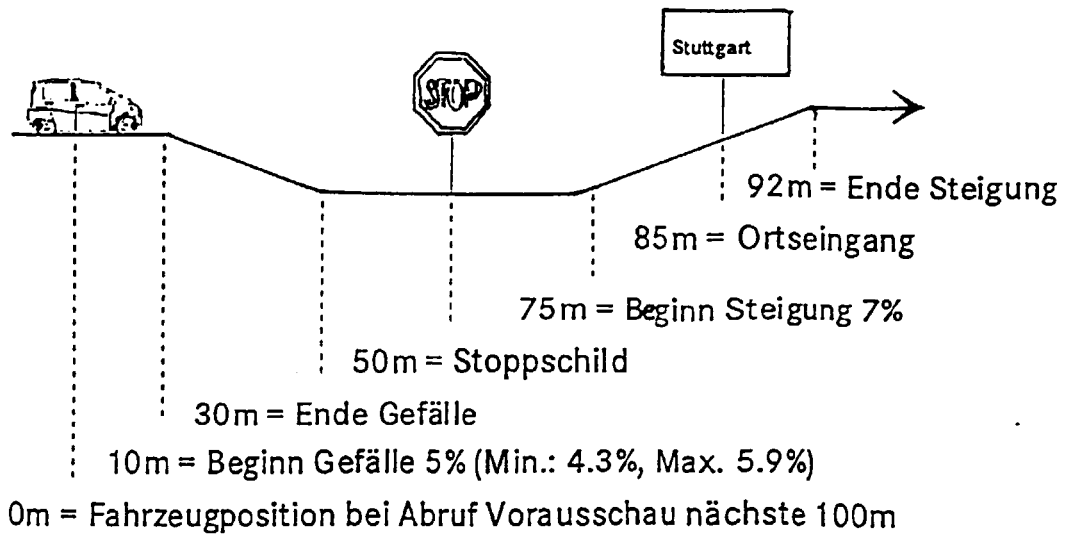 Stuttgart
STOP
92m = Ende Steigung
85m = Ortseingang
75m = Beginn Steigung 7%
50m = Stoppschild
30m = Ende Gefälle
10m = Beginn Gefälle 5% (Min.: 4.3%, Max. 5.9%)
0m = Fahrzeugposition bei Abruf Vorausschau nächste 100m